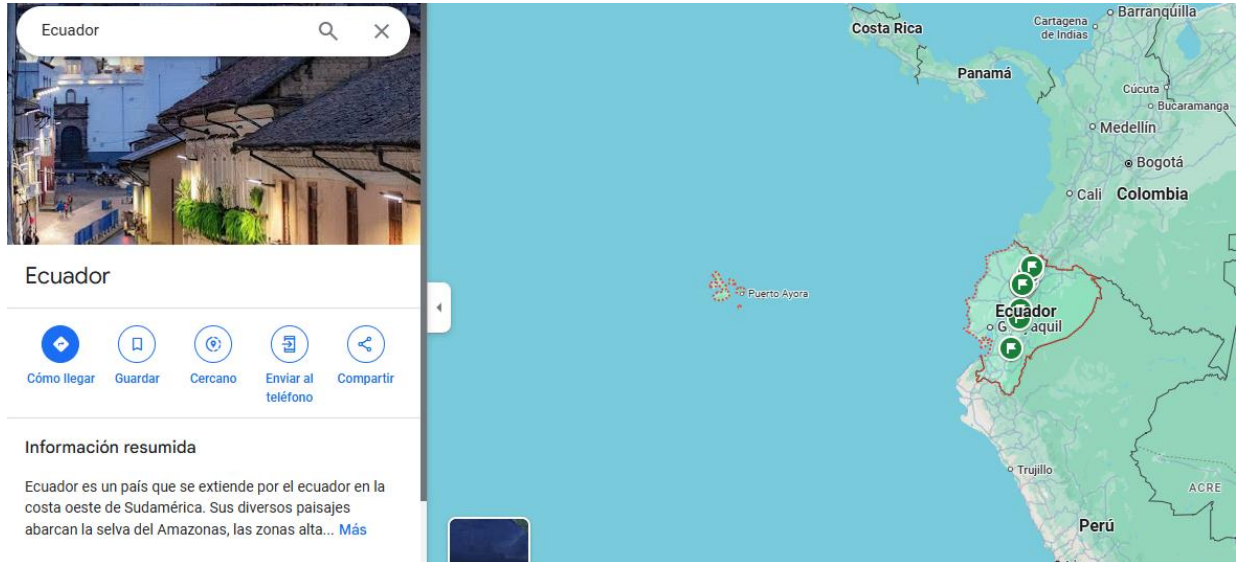 Ecuador
Ecuador
Cómo llegar
Guardar
Cercano
Enviar al
teléfono
Compartir
Información resumida
Ecuador es un país que se extiende por el ecuador en la
costa oeste de Sudamérica. Sus diversos paisajes
abarcan la selva del Amazonas, las zonas alta... Más
Barranquilla
Cartagena
de Indias
Costa Rica
Panamá
Cúcuta
Bucaramanga
Medellín
Bogotá
Cali
Colombia
Puerto Ayora
Ecuador
G
aquil
Trujillo
ACRE
Perú